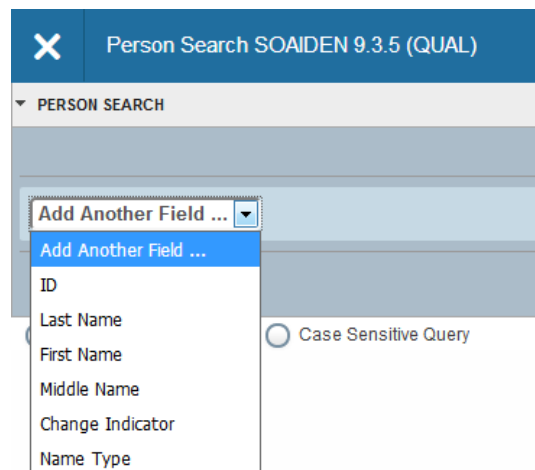 Person Search SOAIDEN 9.3.5 (QUAL)
PERSON SEARCH
Add Another Field ...
Add Another Field ...
ID
Last Name
Case Sensitive Query
First Name
Middle Name
Change Indicator
Name Type